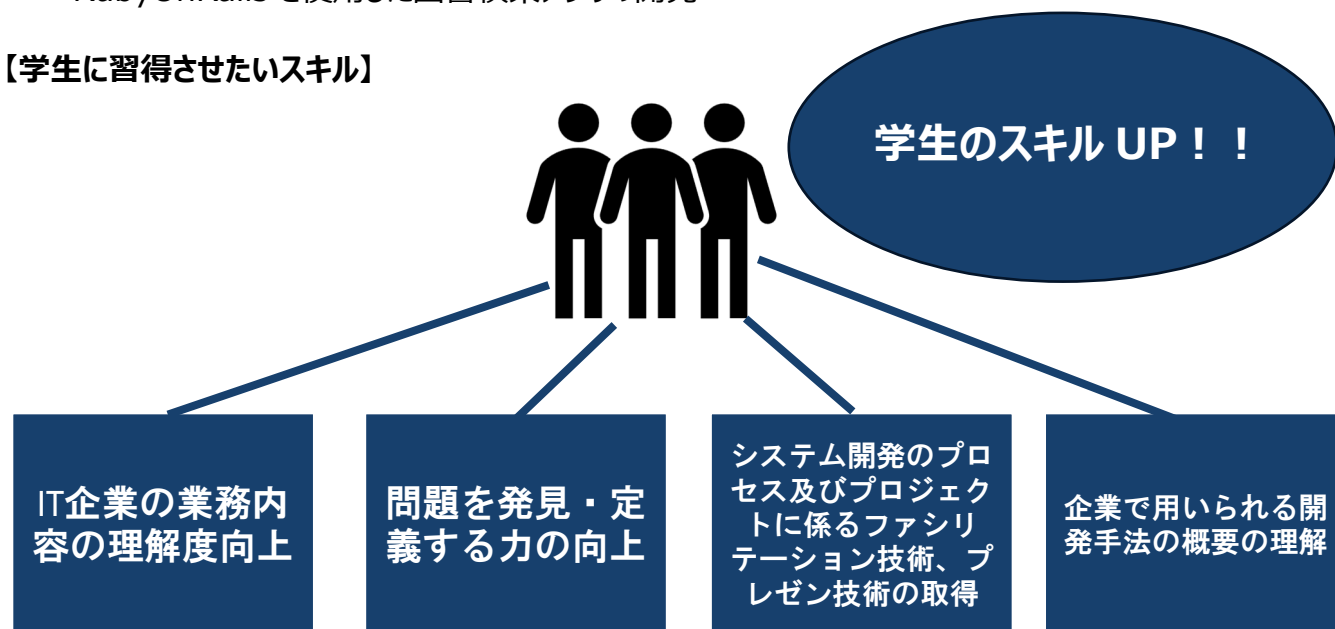 【学生に習得させたいスキル】
学生のスキル UP！！
IT企業の業務内
容の理解度向上
問題を発見・定
義する力の向上
システム開発のプロ
セス及びプロジェク
トに係るファシリ
テーション技術、プ
レゼン技術の取得
企業で用いられる開
発手法の概要の理解